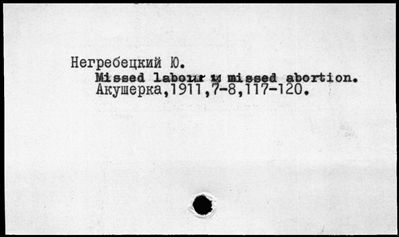 Негребецкий Ю.
Missed labour и missed abortion.
Акушерка,1911,7-8,117-120.